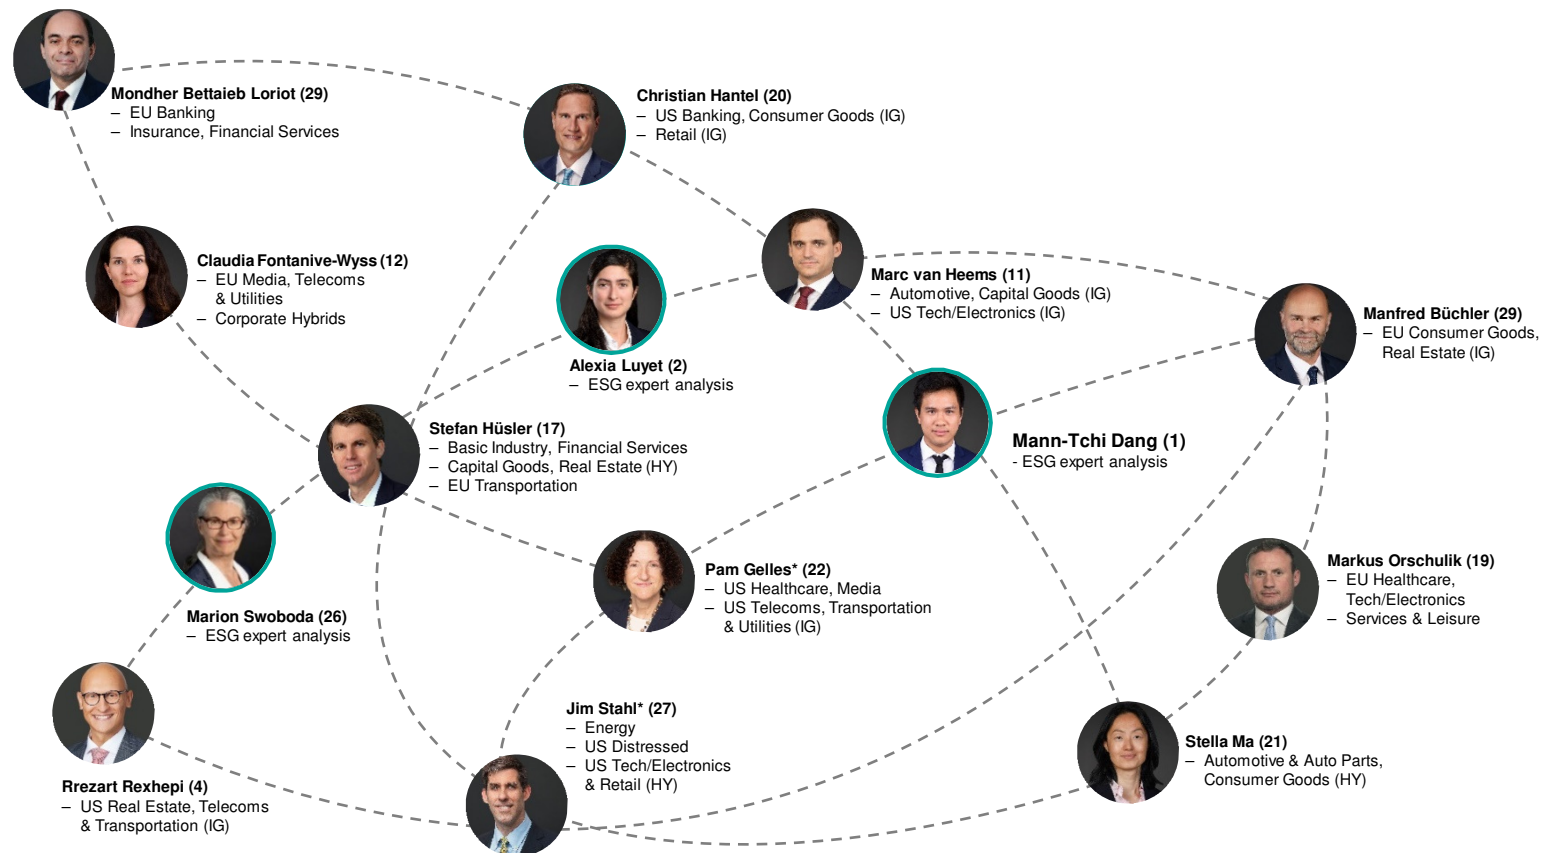 Mondher Bettaieb Loriot (29)
– EU Banking
– Insurance, Financial Services
Christian Hantel (20)
– US Banking, Consumer Goods (IG)
– Retail (IG)
Claudia Fontanive-Wyss (12)
– EU Media, Telecoms
& Utilities
– Corporate Hybrids
Marc van Heems (11)
– Automotive, Capital Goods (IG)
– US Tech/Electronics (IG)
Manfred Büchler (29)
– EU Consumer Goods,
Real Estate (IG)
Alexia Luyet (2)
– ESG expert analysis
Stefan Hüsler (17)
– Basic Industry, Financial Services
– Capital Goods, Real Estate (HY)
– EU Transportation
Mann-Tchi Dang (1)
- ESG expert analysis
Marion Swoboda (26)
– ESG expert analysis
Pam Gelles* (22)
– US Healthcare, Media
– US Telecoms, Transportation
& Utilities (IG)
Markus Orschulik (19)
– EU Healthcare,
Tech/Electronics
– Services & Leisure
Jim Stahl* (27)
– Energy
– US Distressed
– US Tech/Electronics
& Retail (HY)
Stella Ma (21)
– Automotive & Auto Parts,
Consumer Goods (HY)
Rrezart Rexhepi (4)
– US Real Estate, Telecoms
& Transportation (IG)